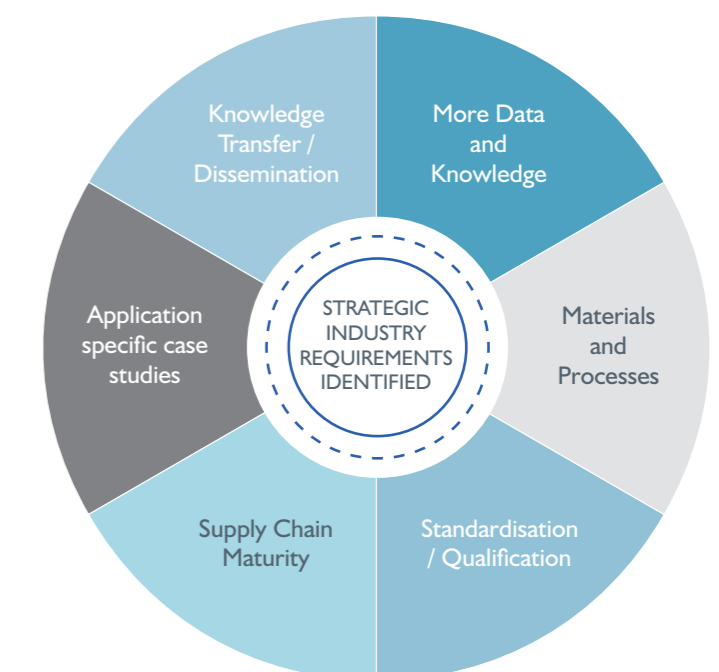 Knowledge
Transfer /
Dissemination
More Data
and
Knowledge
Application
specific case
studies
STRATEGIC
INDUSTRY
REQUIREMENTS
IDENTIFIED
Materials
and
Processes
Supply Chain
Maturity
Standardisation
/ Qualification